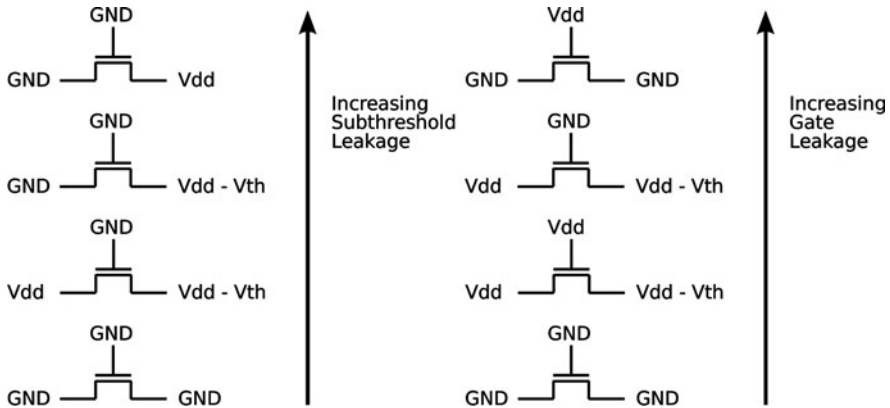 GND
GND Vdd
GND
GND Vdd - Vth
GND
Vdd Vdd - Vth
GND
GND GND
Increasing
Subthreshold
Leakage
Vdd
GND GND
GND
Vdd Vdd - Vth
Vdd
Vdd Vdd - Vth
GND
GND GND
Increasing
Gate
Leakage